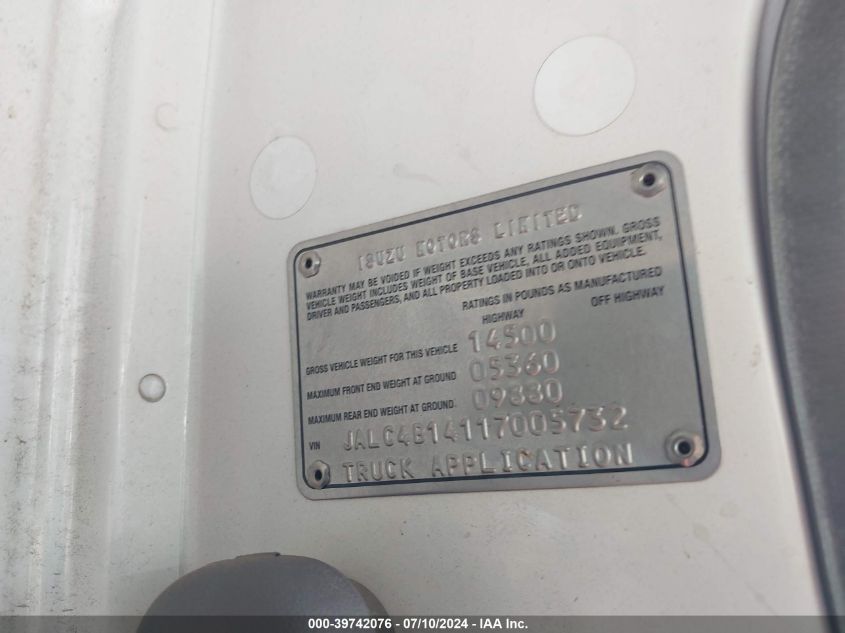 ISUZU MOTORS LIMITED
WARRANTY MAY BE VOIDED IF WEIGHT EXCEEDS ANY RATINGS SHOWN. GROSS
VEHICLE WEIGHT INCLUDES WEIGHT OF BASE VEHICLE, ALL ADDED EQUIPMENT,
DRIVER AND PASSENGERS, AND ALL PROPERTY LOADED INTO OR ONTO VEHICLE.
RATINGS IN POUNDS AS MANUFACTURED
HIGHWAY OFF HIGHWAY
GROSS VEHICLE WEIGHT FOR THIS VEHICLE 14500
MAXIMUM FRONT END WEIGHT AT GROUND 05360
MAXIMUM REAR END WEIGHT AT GROUND. 09880
VIN JALC4B14117005732
TRUCK APPLICATION
000-39742076 - 07/10/2024 - IAA Inc.